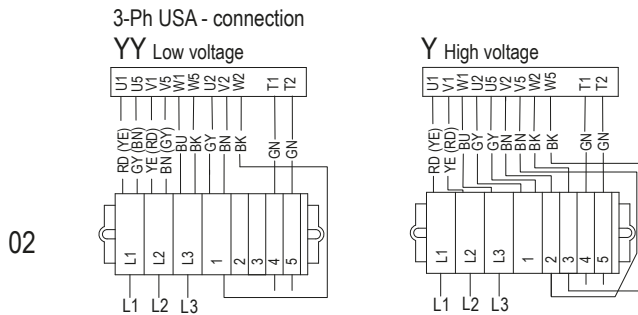 3-Ph USA - connection
YY Low voltage
Y High voltage
U1 U5 V1 V5 W1 W5 U2 V2 W2 T1 T2
U1 V1 W1 U2 U5 V2 V5 W2 W5 T1 T2
RD (YE) GY (BN) YE (RD) BN (GY) BU BK GY BN BK GN GN
RD (YE) YE (RD) BU GY GY BN BN BK BK GN GN
02
L1 L2 L3 1 2 3 4 5
L1 L2 L3 1 2 3 4 5
L1 L2 L3
L1 L2 L3